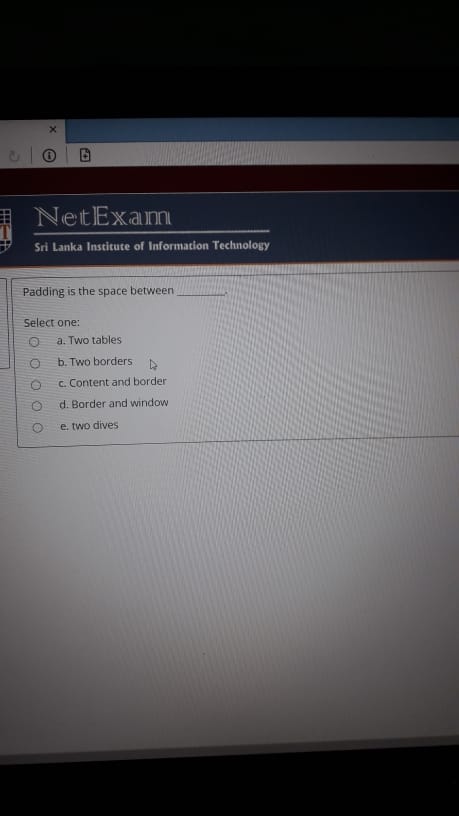 NetExam
Sri Lanka Institute of Information Technology
Padding is the space between ________.
Select one:
a. Two tables
b. Two borders
c. Content and border
d. Border and window
e. two dives